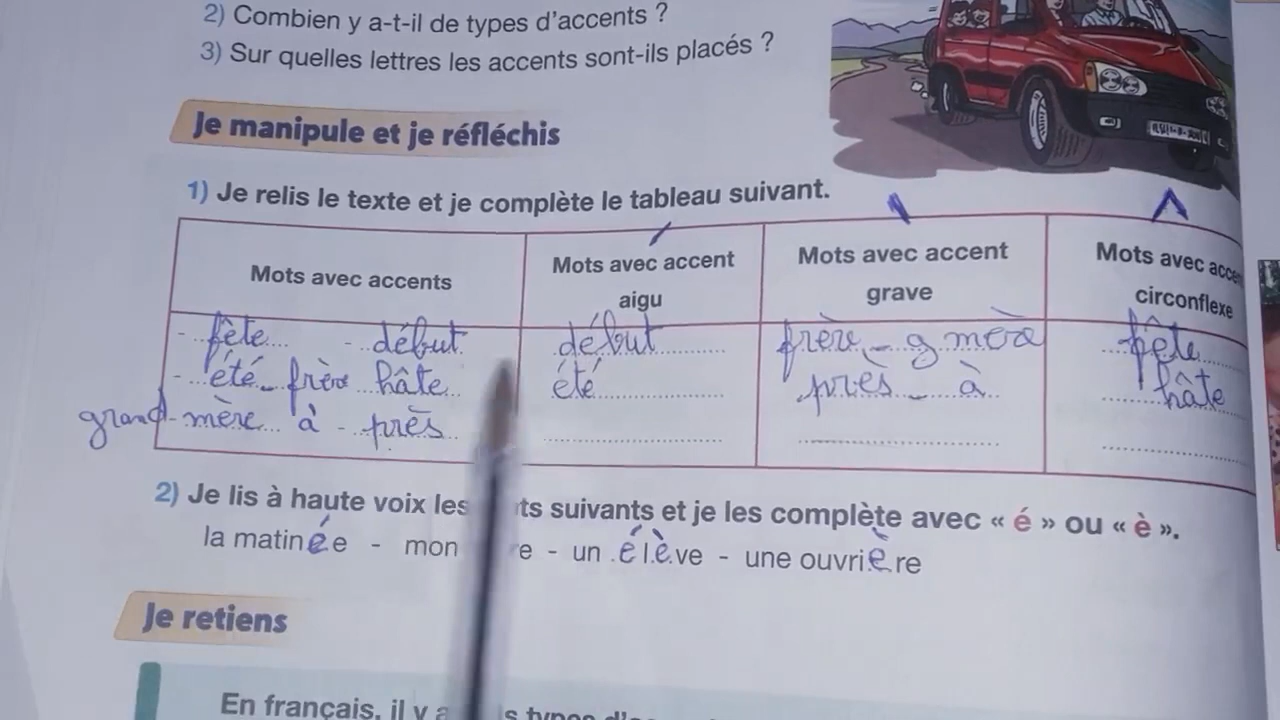 2) Combien y a-t-il de types d'accents ?
3) Sur quelles lettres les accents sont-ils placés ?
Je manipule et je réfléchis
1) Je relis le texte et je complète le tableau suivant.
Mots avec accents
Mots avec accent
aigu
Mots avec accent
grave
Mots avec
circonflexe
- fête - début
- été - frère hâte
grand-mère à - près
début
été
frère - g mère
près - à
fête
hâte
2) Je lis à haute voix les suivants et je les complète avec « é » ou « è ».
la matinée - mon - un élève - une ouvrière
Je retiens
En français, il y types